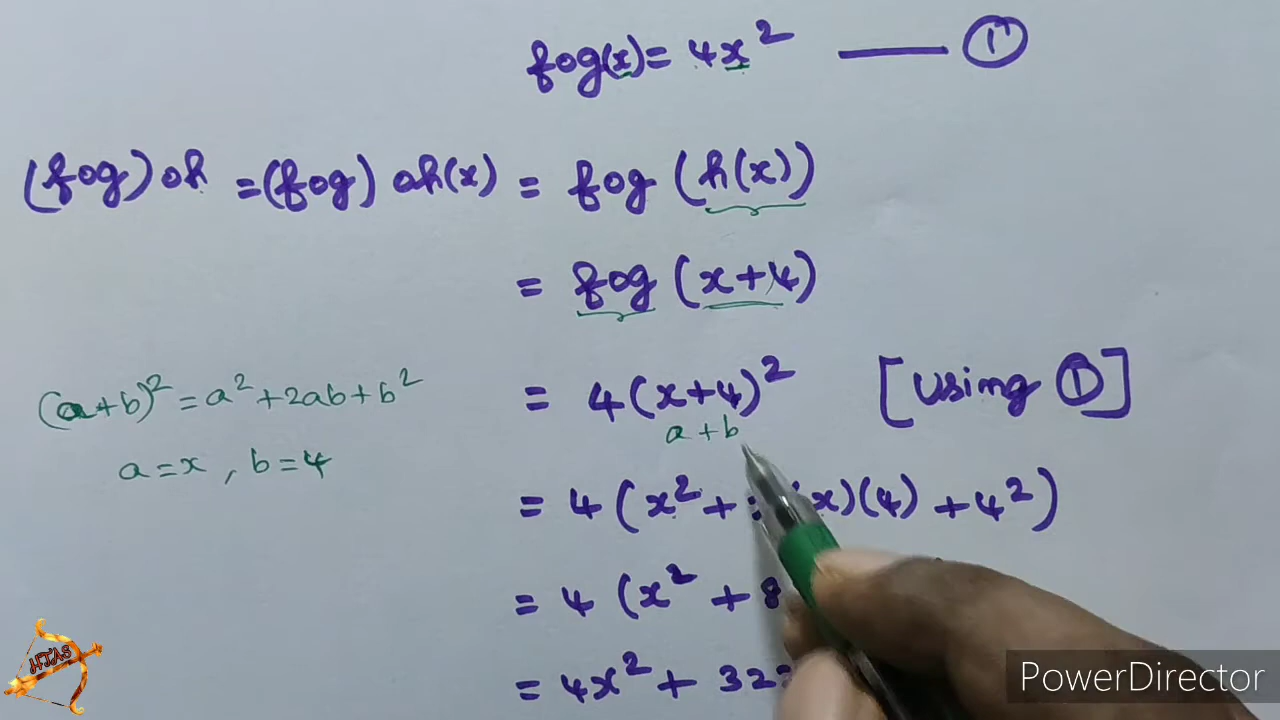 fog(x) = 4x² —— ①
(fog)oh = (fog) oh(x) = fog (h(x))
= fog (x+4)
(a+b)² = a² + 2ab + b²
a = x , b = 4
= 4(x+4)² [using ①]
a + b
= 4(x² + (x)(4) + 4²)
= 4(x² + 8
= 4x² + 32
HTAS
PowerDirector